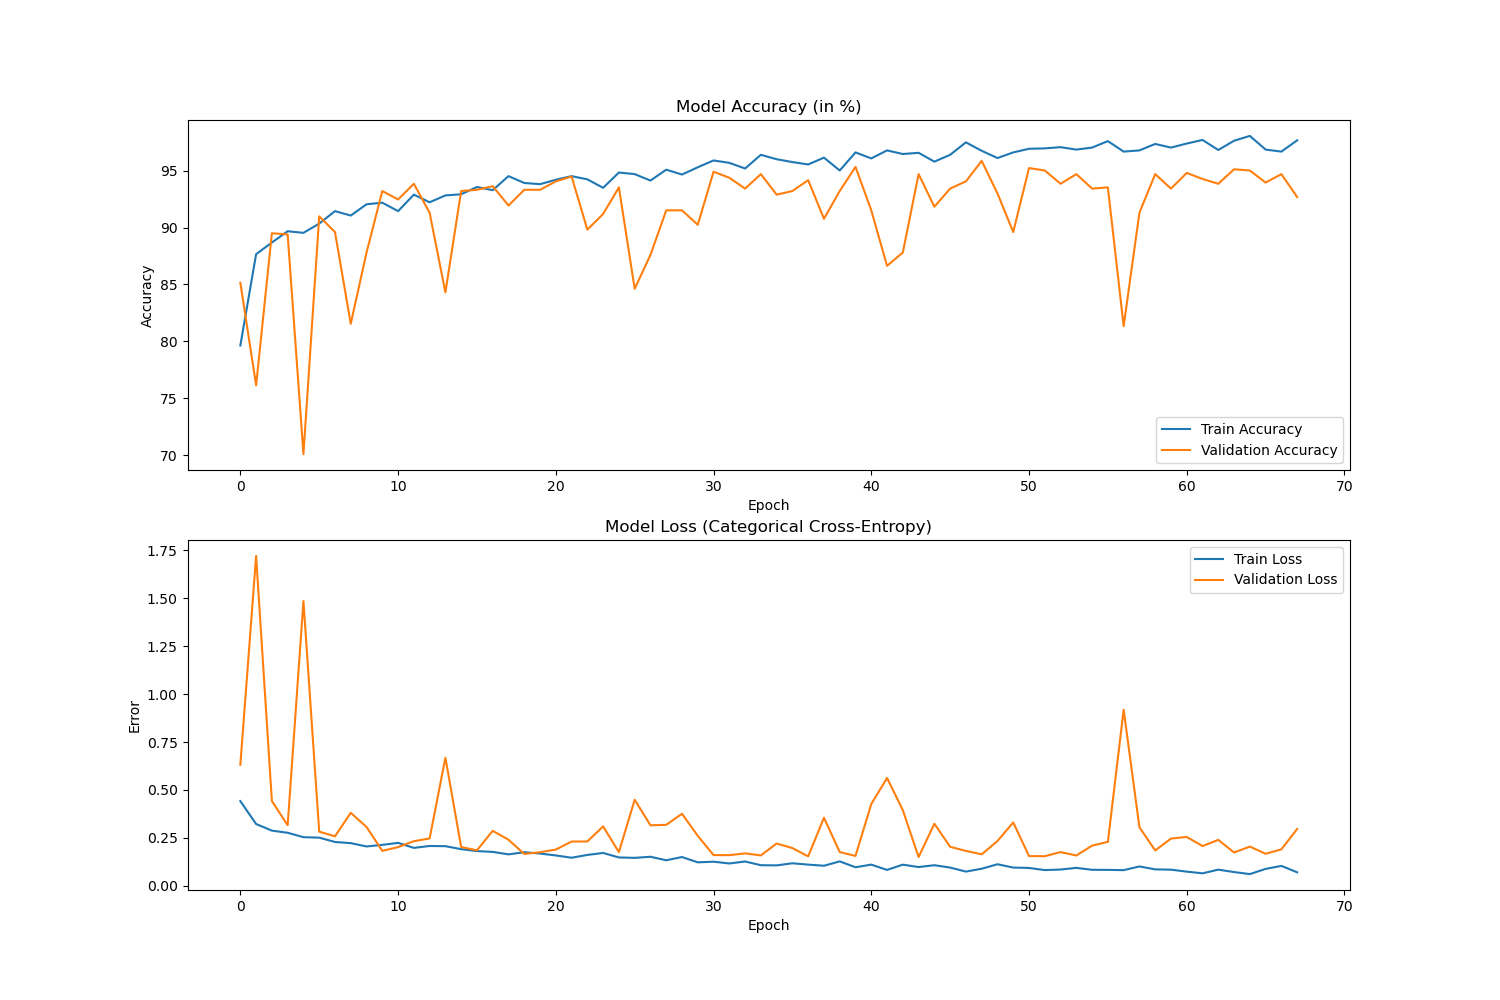 Model Accuracy (in %)
95
90
85
80
75
70
Accuracy
Train Accuracy
Validation Accuracy
0 10 20 30 40 50 60 70
Epoch
Model Loss (Categorical Cross-Entropy)
1.75
1.50
1.25
1.00
0.75
0.50
0.25
0.00
Error
Train Loss
Validation Loss
0 10 20 30 40 50 60 70
Epoch